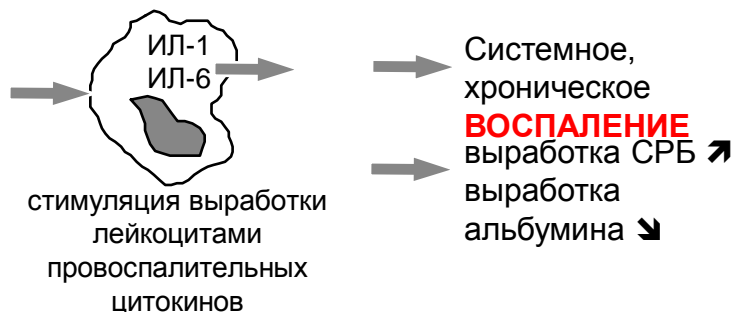 ИЛ-1
ИЛ-6
стимуляция выработки
лейкоцитами
провоспалительных
цитокинов
Системное,
хроническое
ВОСПАЛЕНИЕ
выработка СРБ ↗
выработка
альбумина ↘